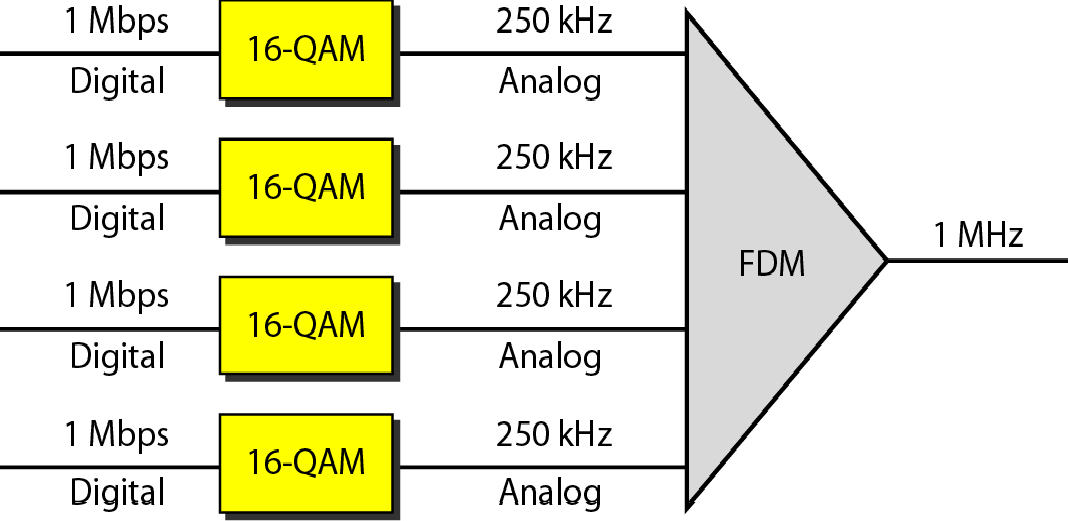 1 Mbps
Digital
16-QAM
250 kHz
Analog
1 Mbps
Digital
16-QAM
250 kHz
Analog
1 Mbps
Digital
16-QAM
250 kHz
Analog
1 Mbps
Digital
16-QAM
250 kHz
Analog
FDM
1 MHz